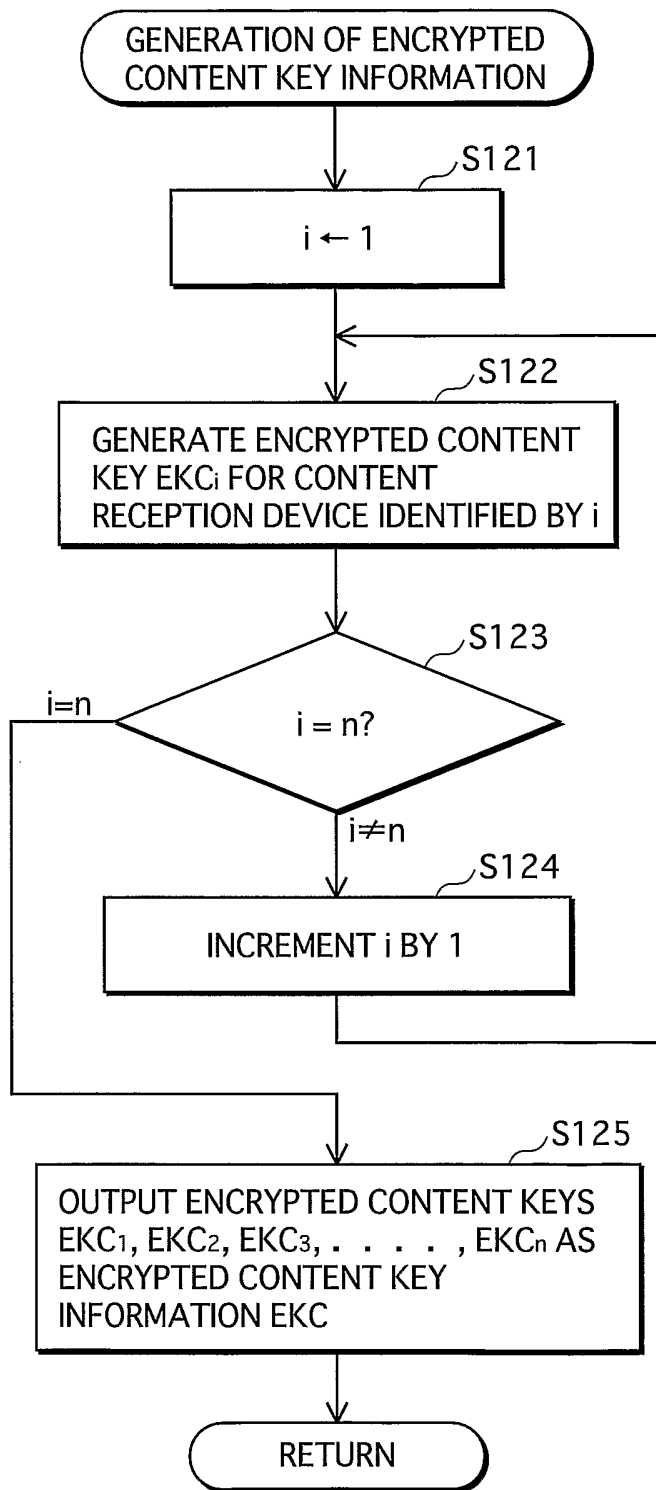 GENERATION OF ENCRYPTED
CONTENT KEY INFORMATION
S121
i ← 1
S122
GENERATE ENCRYPTED CONTENT
KEY EKCi FOR CONTENT
RECEPTION DEVICE IDENTIFIED BY i
S123
i=n
i = n?
i≠n
S124
INCREMENT i BY 1
S125
OUTPUT ENCRYPTED CONTENT KEYS
EKC1, EKC2, EKC3, . . . . . , EKCn AS
ENCRYPTED CONTENT KEY
INFORMATION EKC
RETURN